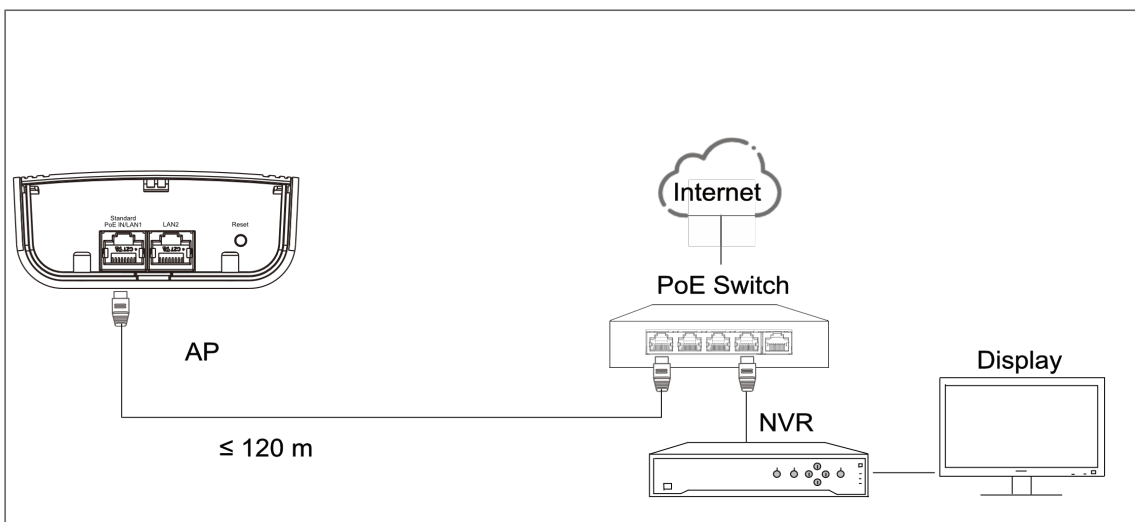 Internet
Standard
PoE IN/LAN1 LAN2 Reset
PoE Switch
AP
Display
NVR
≤ 120 m